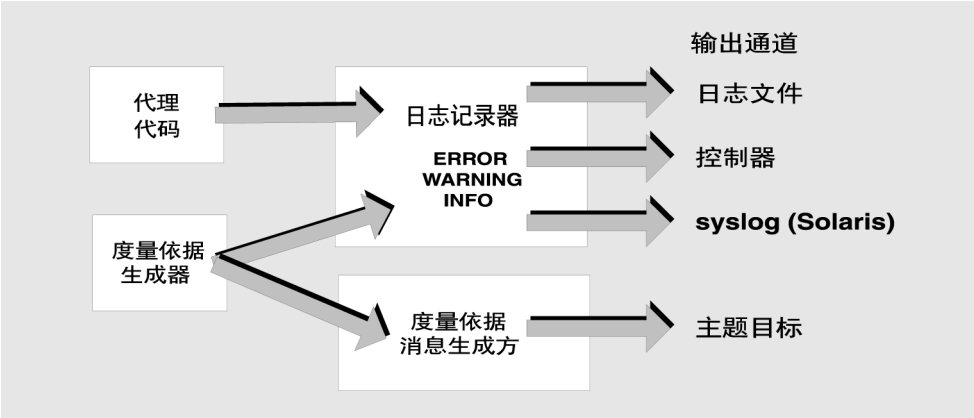 输出通道
代理
代码
日志记录器
ERROR
WARNING
INFO
日志文件
控制器
syslog (Solaris)
度量依据
生成器
度量依据
消息生成方
主题目标